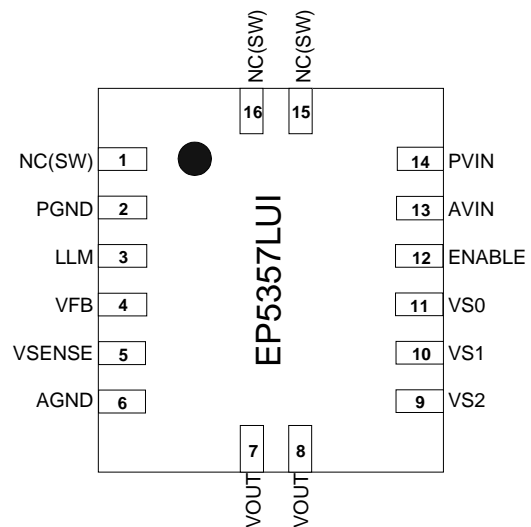 NC(SW)
NC(SW)
16
15
NC(SW) 1
14 PVIN
PGND 2
13 AVIN
LLM 3
12 ENABLE
VFB 4
11 VS0
VSENSE 5
10 VS1
AGND 6
9 VS2
EP5357LUI
7
8
VOUT
VOUT